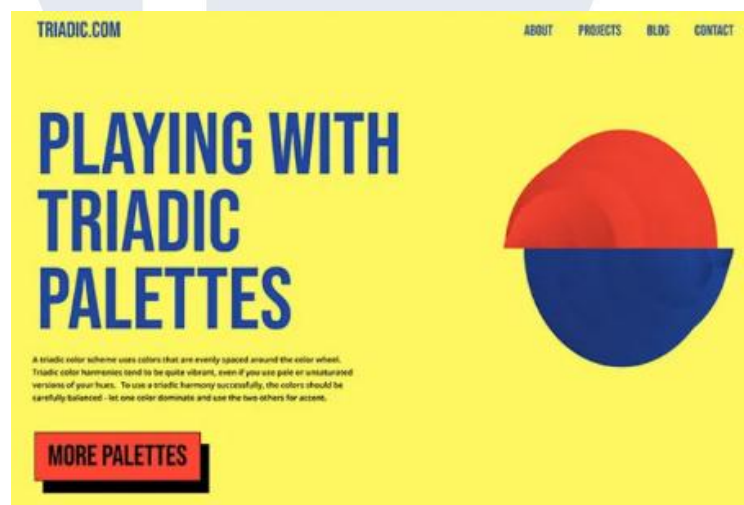 TRIADIC.COM
ABOUT PROJECTS BLOG CONTACT
PLAYING WITH
TRIADIC
PALETTES
A triadic color scheme uses colors that are evenly spaced around the color wheel.
Triadic color harmonies tend to be quite vibrant, even if you use pale or unsaturated
versions of your hues. To use a triadic harmony successfully, the colors should be
carefully balanced - let one color dominate and use the two others for accent.
MORE PALETTES